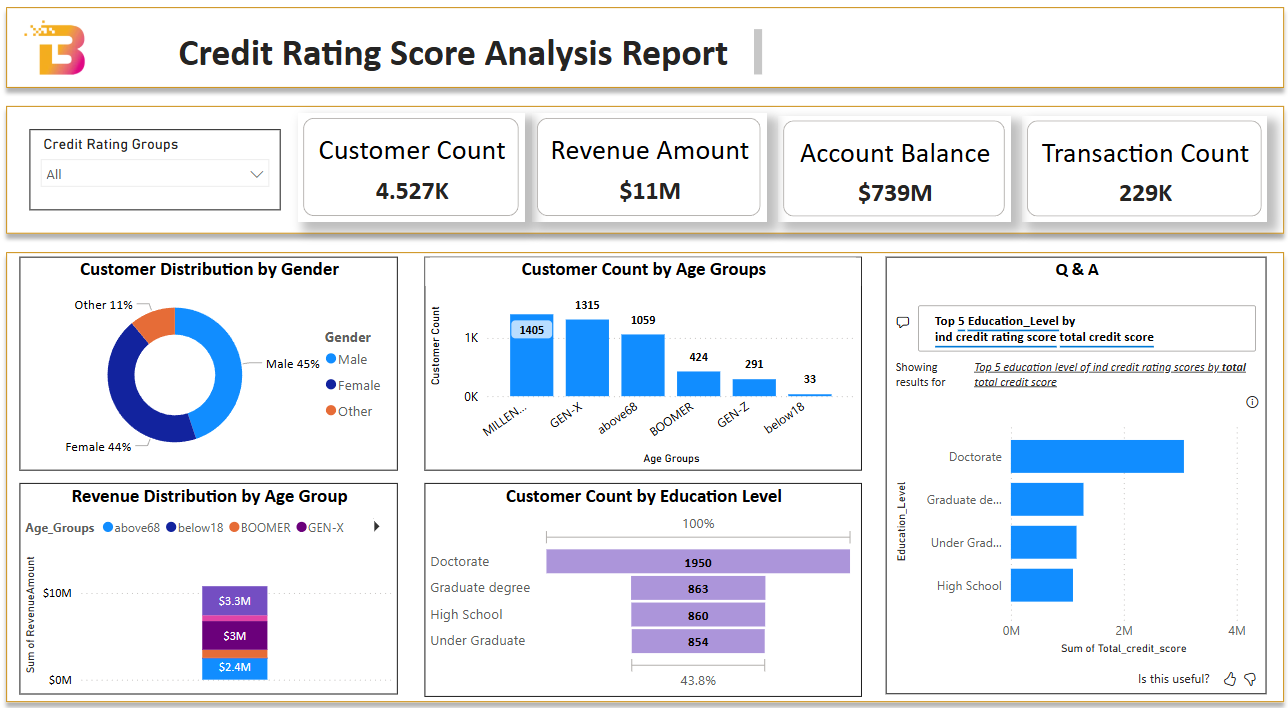 Credit Rating Score Analysis Report
Credit Rating Groups
All
Customer Count
4.527K
Revenue Amount
$11M
Account Balance
$739M
Transaction Count
229K
Customer Distribution by Gender
Other 11%
Male 45%
Female 44%
Gender
Male
Female
Other
Customer Count by Age Groups
Customer Count
1K
0K
1405
1315
1059
424
291
33
MILLEN...
GEN-X
above68
BOOMER
GEN-Z
below18
Age Groups
Q & A
Top 5 Education_Level by
ind credit rating score total credit score
Showing
results for
Top 5 education level of ind credit rating scores by total
total credit score
Education_Level
Doctorate
Graduate de...
Under Grad...
High School
0M
2M
4M
Sum of Total_credit_score
Is this useful?
Revenue Distribution by Age Group
Age_Groups
above68
below18
BOOMER
GEN-X
Sum of RevenueAmount
$10M
$0M
$3.3M
$3M
$2.4M
Customer Count by Education Level
100%
Doctorate
1950
Graduate degree
863
High School
860
Under Graduate
854
43.8%